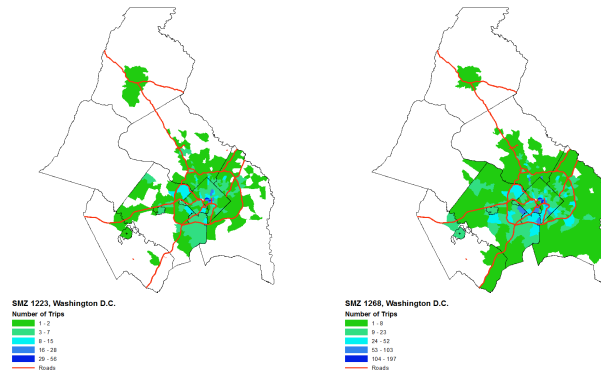 SMZ 1223, Washington D.C.
Number of Trips
1 - 2
3 - 7
8 - 15
16 - 28
29 - 56
Roads
SMZ 1268, Washington D.C.
Number of Trips
1 - 8
9 - 23
24 - 52
53 - 103
104 - 197
Roads